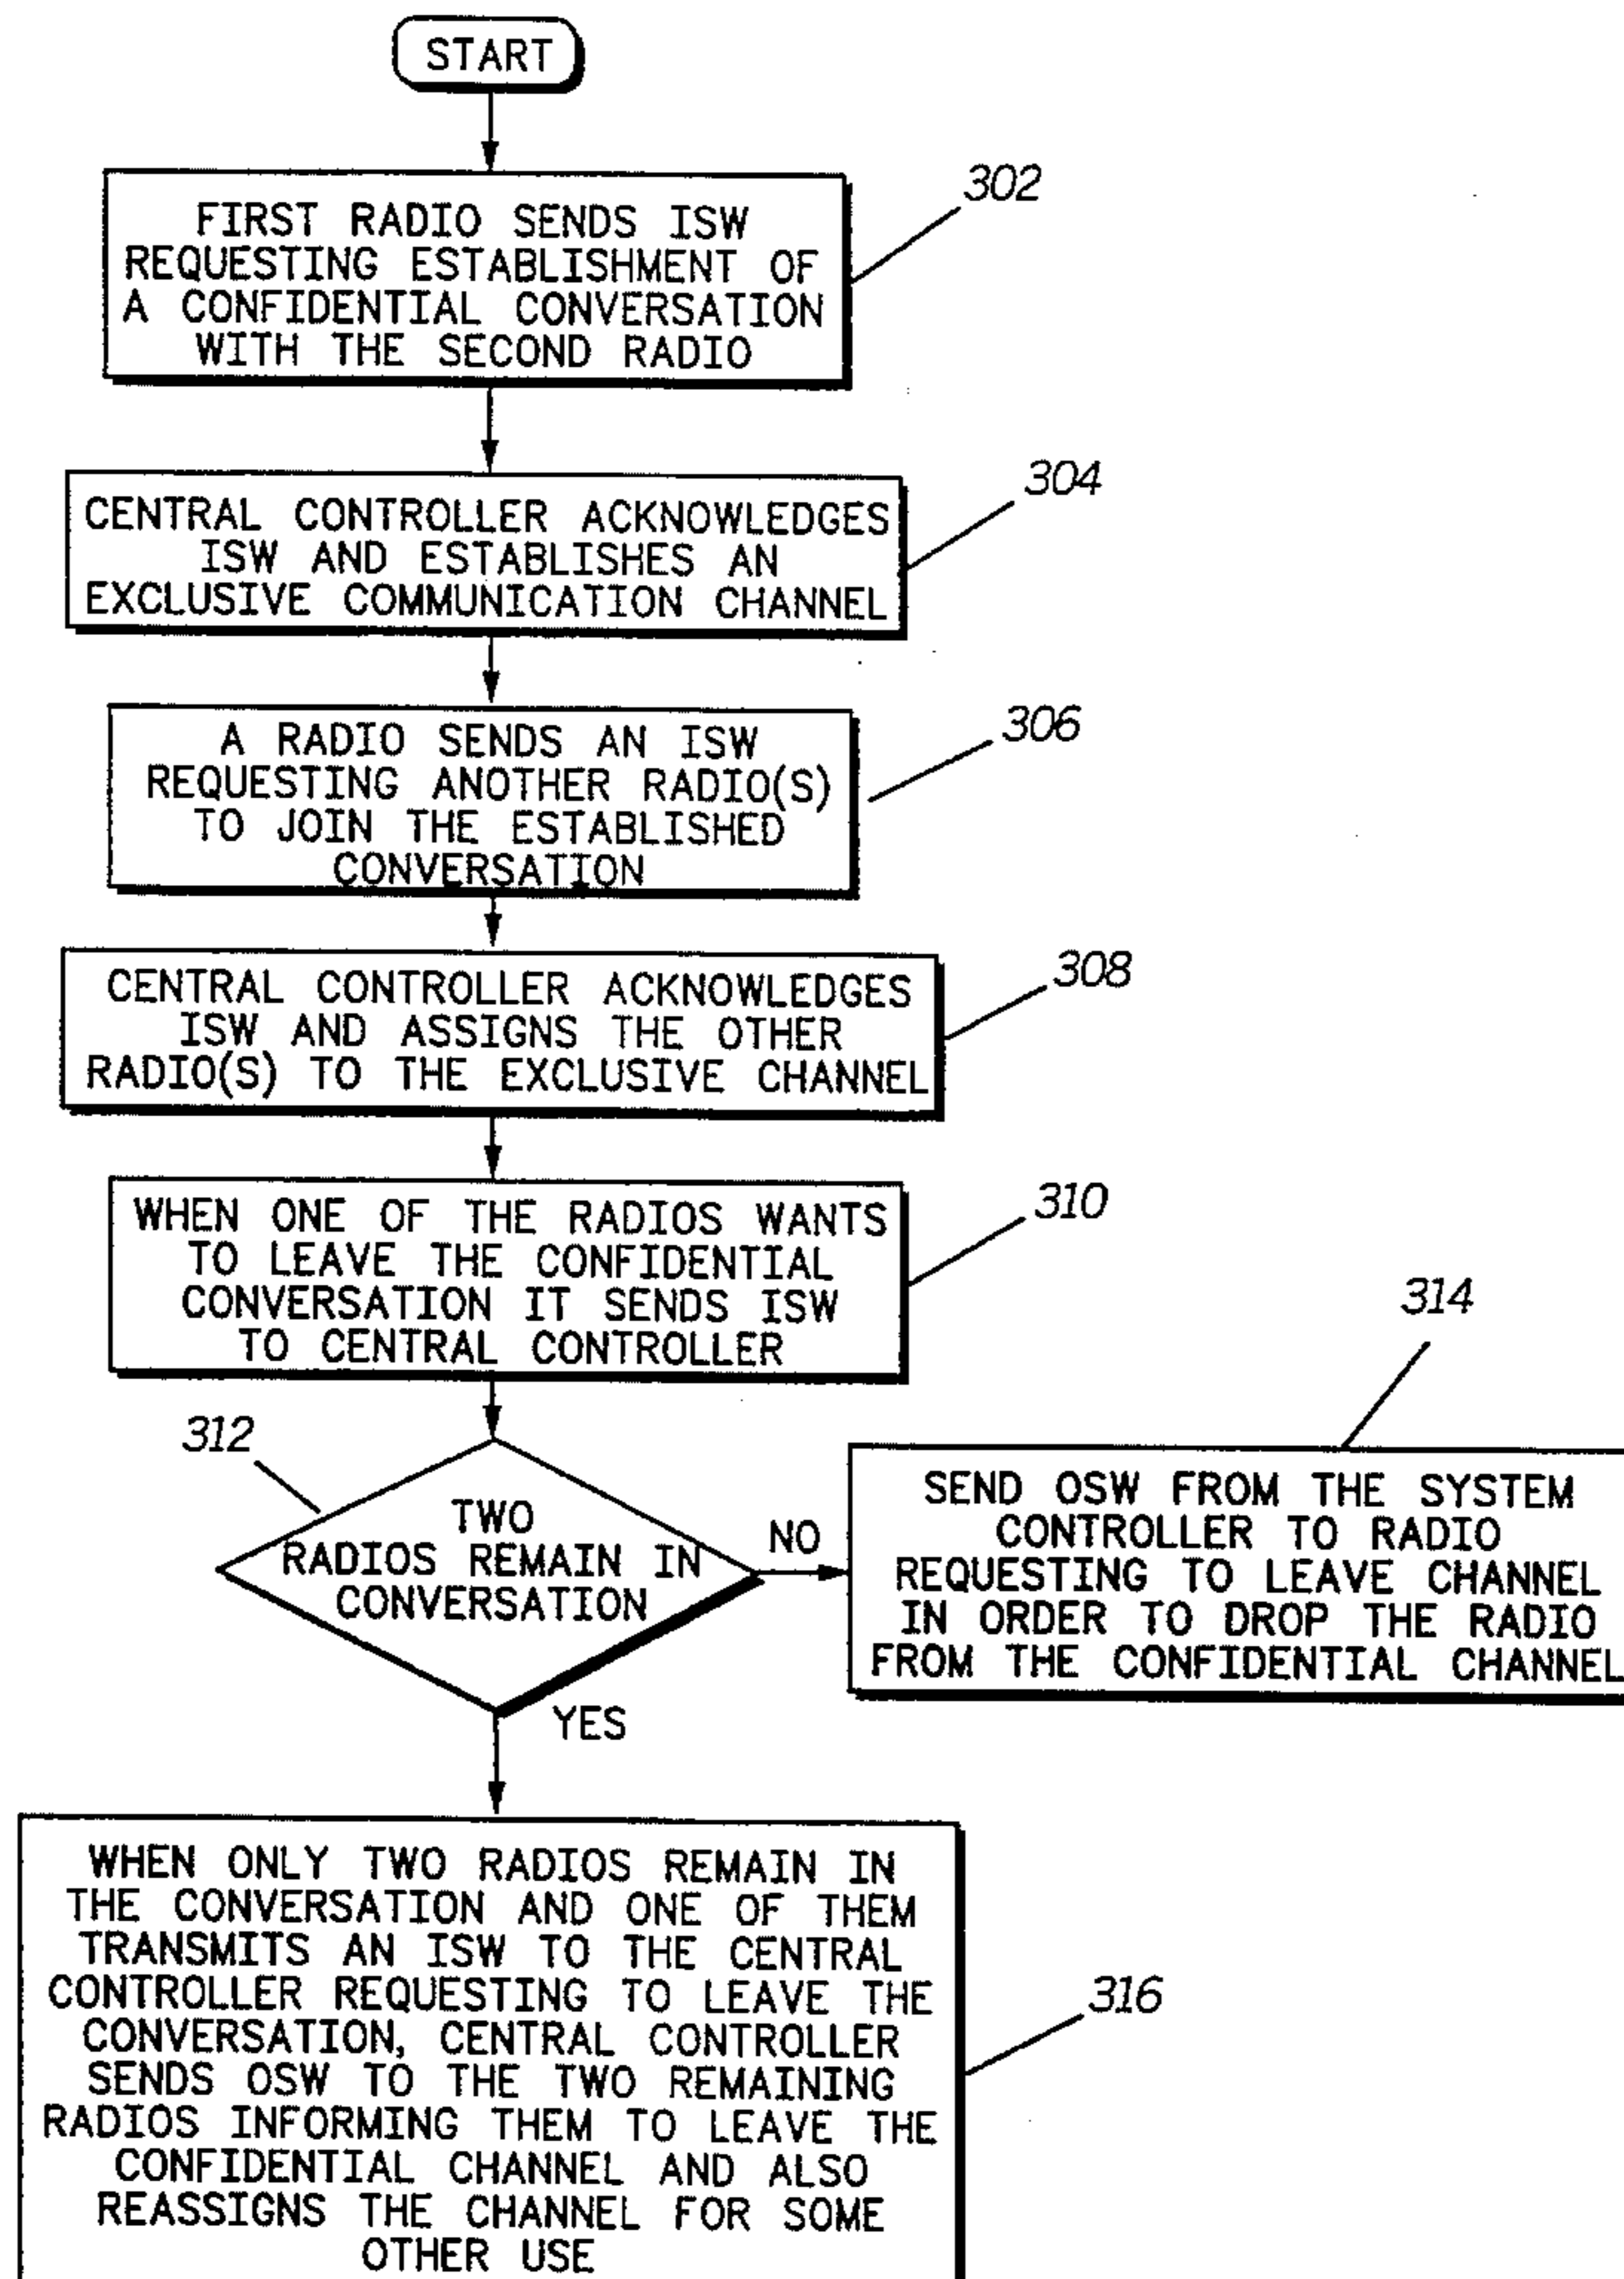 START
FIRST RADIO SENDS ISW
REQUESTING ESTABLISHMENT OF
A CONFIDENTIAL CONVERSATION
WITH THE SECOND RADIO
302
CENTRAL CONTROLLER ACKNOWLEDGES
ISW AND ESTABLISHES AN
EXCLUSIVE COMMUNICATION CHANNEL
304
A RADIO SENDS AN ISW
REQUESTING ANOTHER RADIO(S)
TO JOIN THE ESTABLISHED
CONVERSATION
306
CENTRAL CONTROLLER ACKNOWLEDGES
ISW AND ASSIGNS THE OTHER
RADIO(S) TO THE EXCLUSIVE CHANNEL
308
WHEN ONE OF THE RADIOS WANTS
TO LEAVE THE CONFIDENTIAL
CONVERSATION IT SENDS ISW
TO CENTRAL CONTROLLER
310
312
TWO
RADIOS REMAIN IN
CONVERSATION
NO
314
SEND OSW FROM THE SYSTEM
CONTROLLER TO RADIO
REQUESTING TO LEAVE CHANNEL
IN ORDER TO DROP THE RADIO
FROM THE CONFIDENTIAL CHANNEL
YES
WHEN ONLY TWO RADIOS REMAIN IN
THE CONVERSATION AND ONE OF THEM
TRANSMITS AN ISW TO THE CENTRAL
CONTROLLER REQUESTING TO LEAVE THE
CONVERSATION, CENTRAL CONTROLLER
SENDS OSW TO THE TWO REMAINING
RADIOS INFORMING THEM TO LEAVE THE
CONFIDENTIAL CHANNEL AND ALSO
REASSIGNS THE CHANNEL FOR SOME
OTHER USE
316